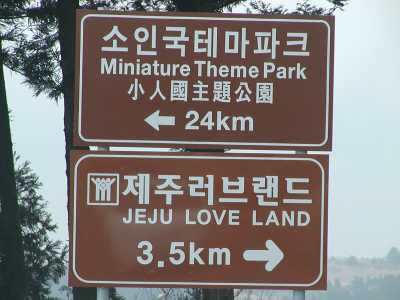 소인국테마파크
Miniature Theme Park
小人國主題公園
← 24km
제주러브랜드
JEJU LOVE LAND
3.5km →